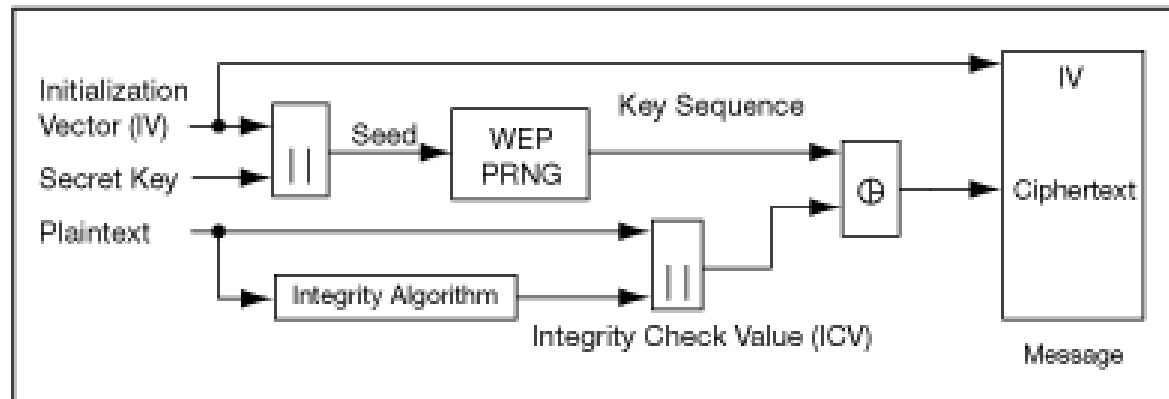 Initialization
Vector (IV)
Secret Key
Plaintext
||
Seed
WEP
PRNG
Key Sequence
Integrity Algorithm
||
Integrity Check Value (ICV)
⊕
IV
Ciphertext
Message